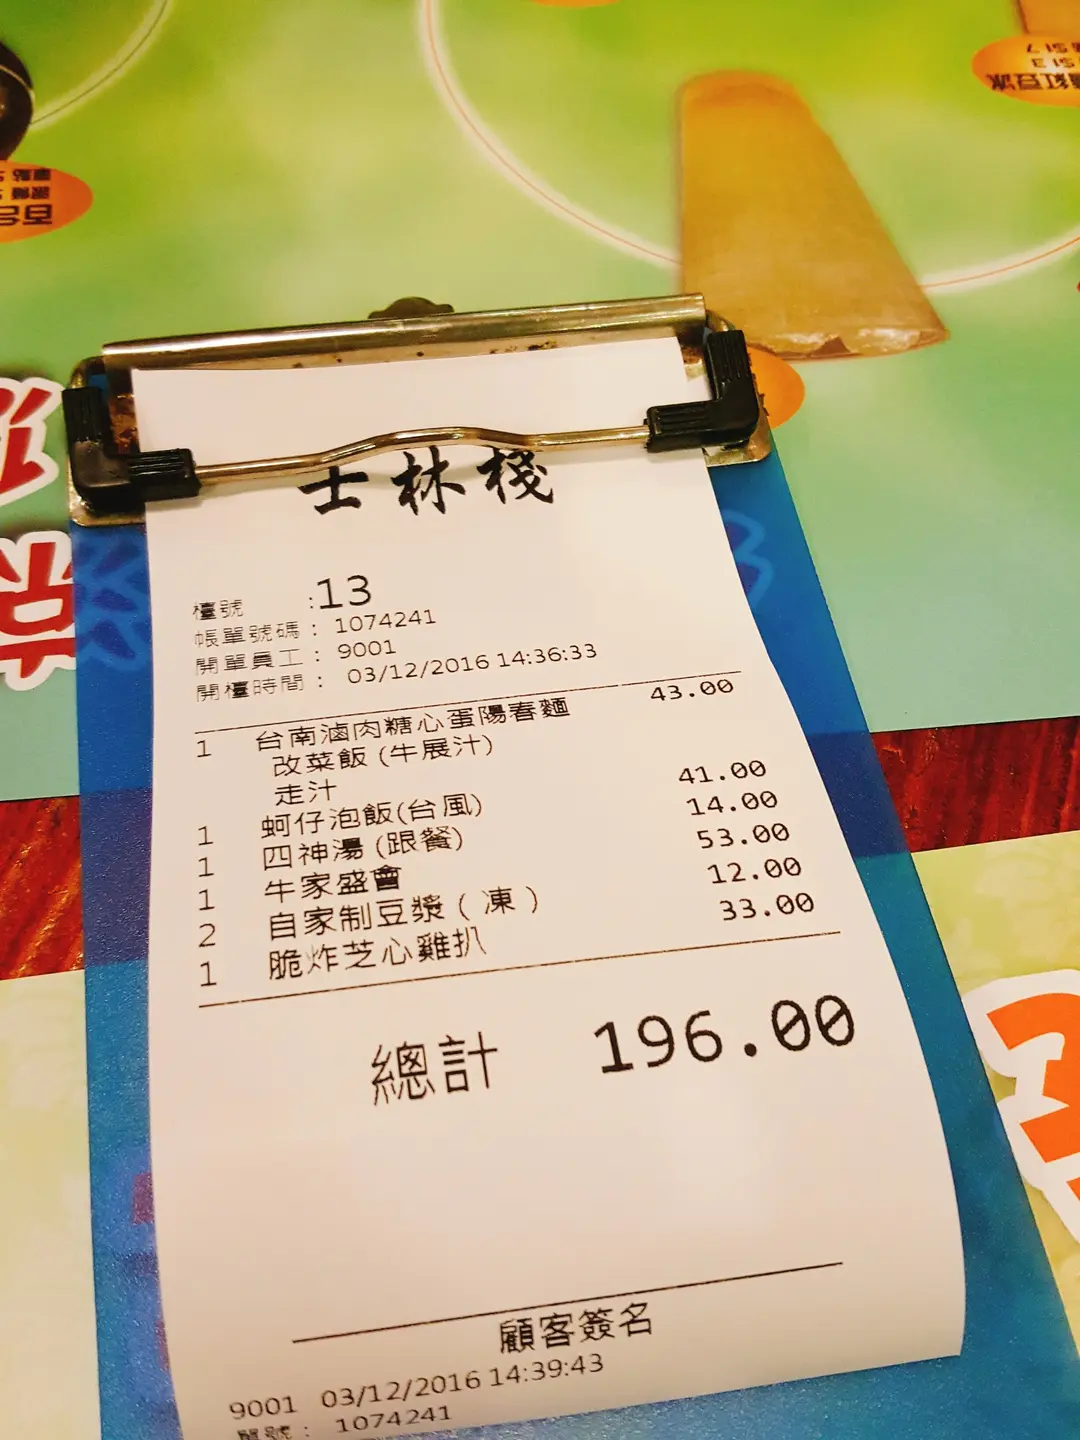 士林棧
檯號 :13
帳單號碼： 1074241
開單員工： 9001
開檯時間： 03/12/2016 14:36:33
1 台南滷肉糖心蛋陽春麵 43.00
改菜飯(牛展汁)
走汁
1 蚵仔泡飯(台風) 41.00
1 四神湯(跟餐) 14.00
1 牛家盛會 53.00
2 自家制豆漿(凍) 12.00
1 脆炸芝心雞扒 33.00
總計 196.00
顧客簽名
9001 03/12/2016 14:39:43
單號： 1074241
紅豆冰